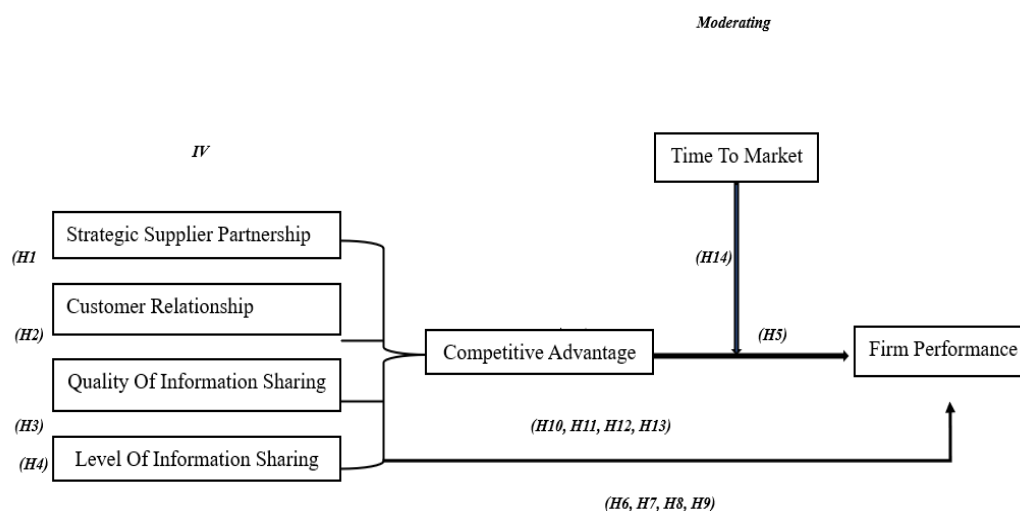 Moderating
IV
Time To Market
Strategic Supplier Partnership
(H1
(H14)
Customer Relationship
(H2)
(H5)
Competitive Advantage
Firm Performance
Quality Of Information Sharing
(H3)
(H10, H11, H12, H13)
Level Of Information Sharing
(H4)
(H6, H7, H8, H9)